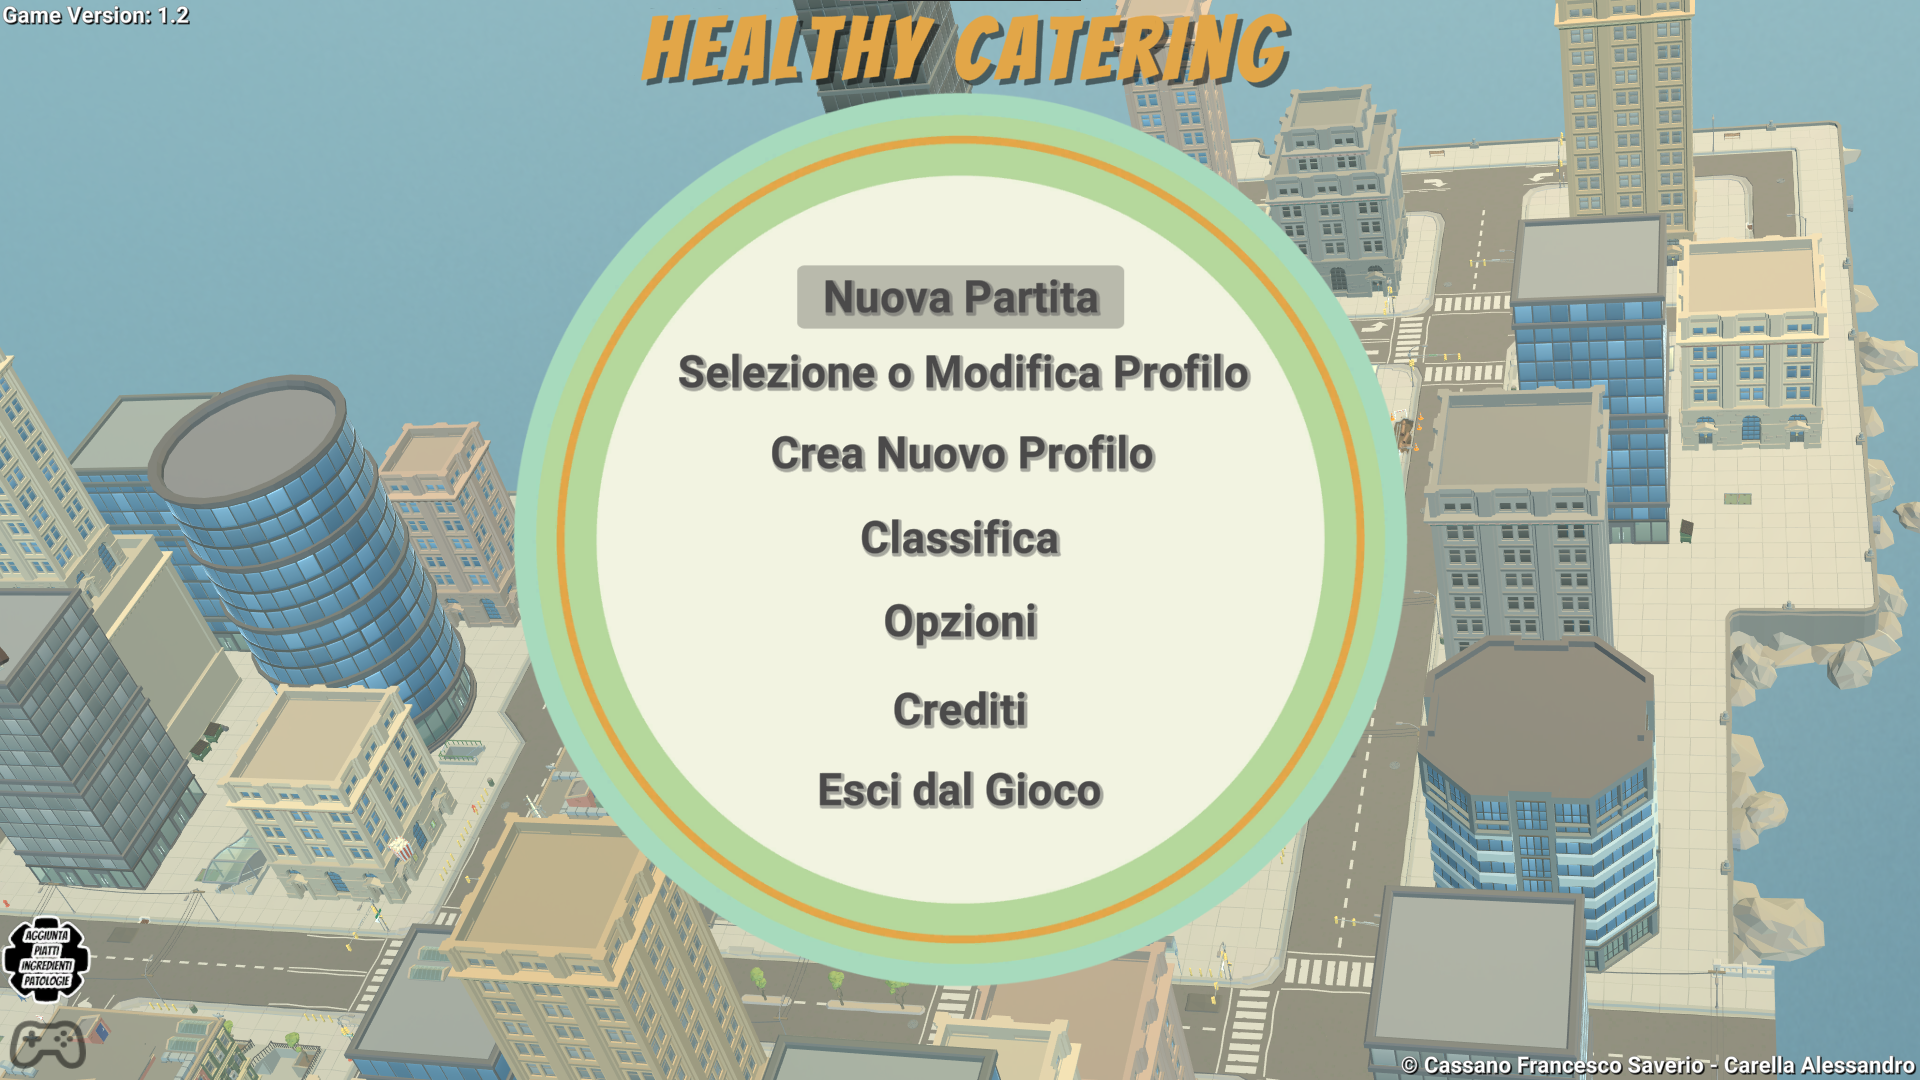 Game Version: 1.2
HEALTHY CATERING
Nuova Partita
Selezione o Modifica Profilo
Crea Nuovo Profilo
Classifica
Opzioni
Crediti
Esci dal Gioco
AGGIUNTA
PIATTI
INGREDIENTI
PATOLOGIE
© Cassano Francesco Saverio - Carella Alessandro